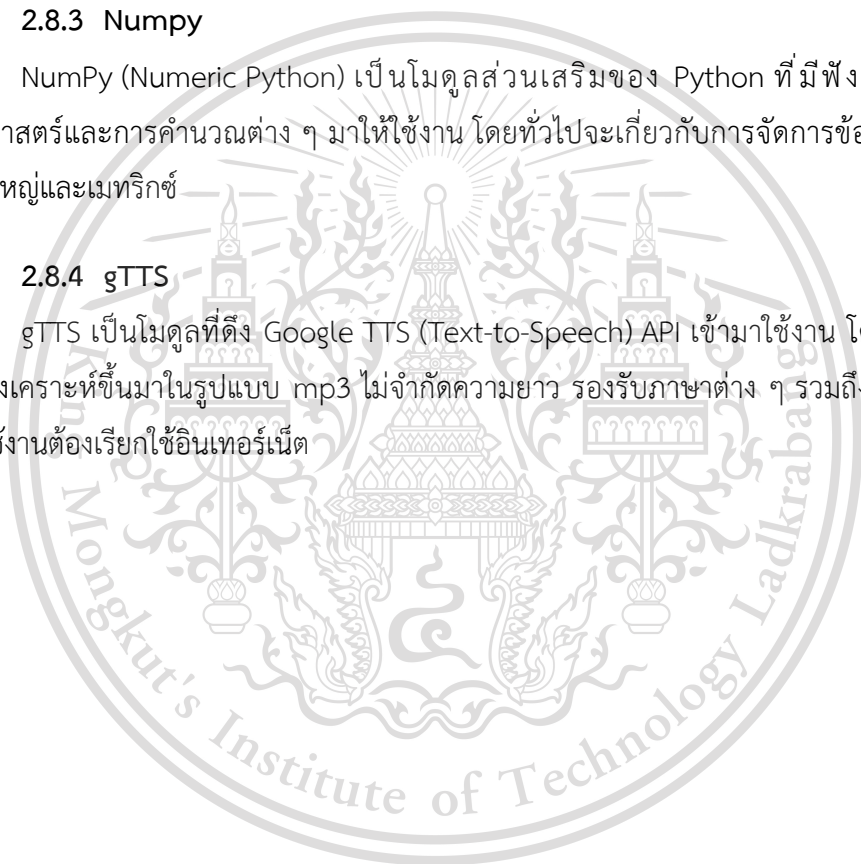 2.8.3 Numpy
NumPy (Numeric Python) เป็นโมดูลส่วนเสริมของ Python ที่มีฟัง
าสตร์และการคำนวณต่าง ๆ มาให้ใช้งาน โดยทั่วไปจะเกี่ยวกับการจัดการข้อ
หญ่และเมทริกซ์
2.8.4 gTTS
gTTS เป็นโมดูลที่ดึง Google TTS (Text-to-Speech) API เข้ามาใช้งาน โด
งเคราะห์ขึ้นมาในรูปแบบ mp3 ไม่จำกัดความยาว รองรับภาษาต่าง ๆ รวมถึง
ช้งานต้องเรียกใช้อินเทอร์เน็ต
King Mongkut's Institute of Technology Ladkrabang